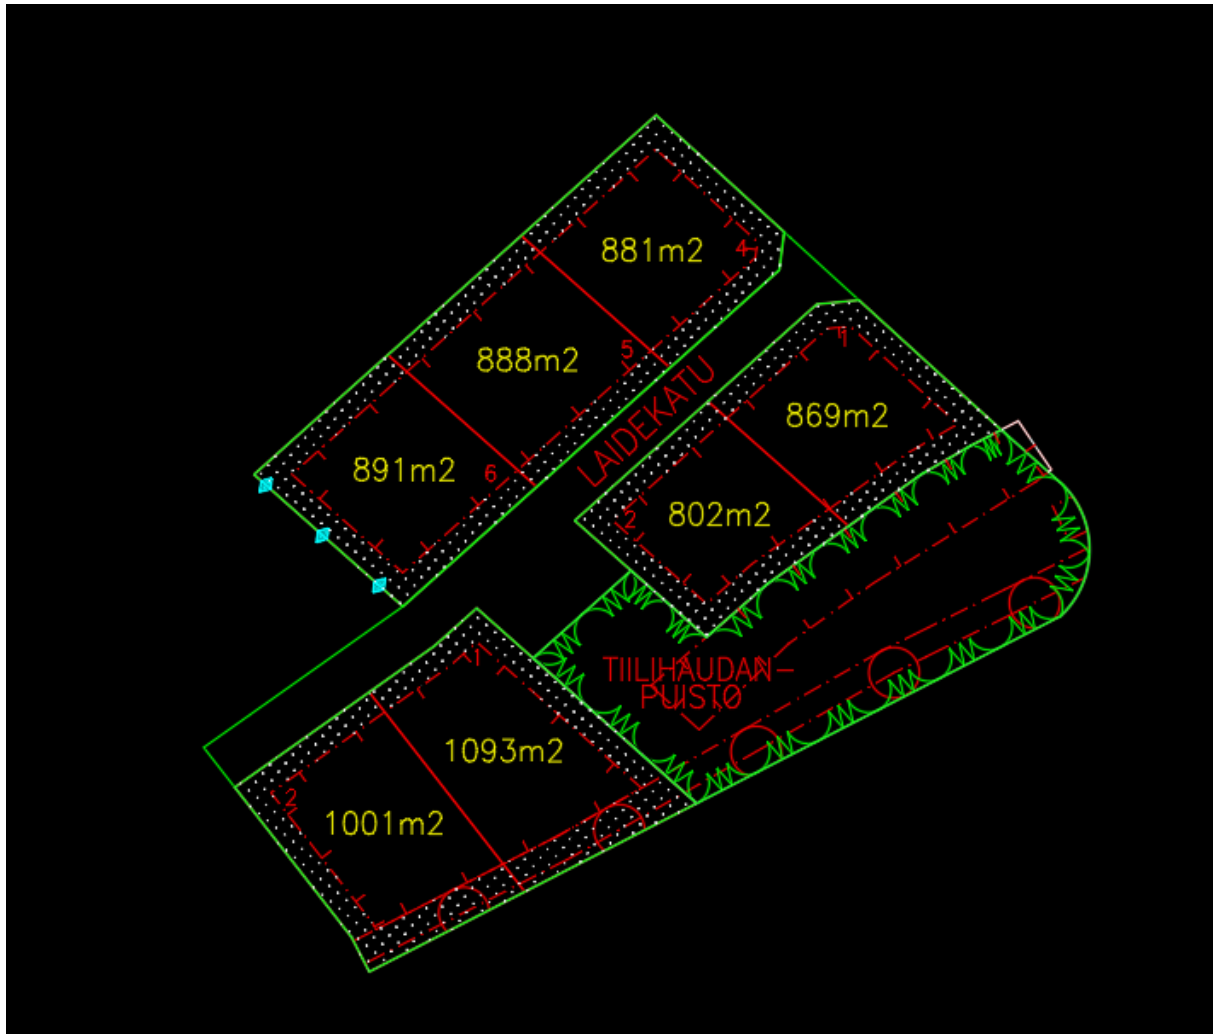 881m2
4
888m2
5
891m2
6
LAIDEKATU
1
869m2
802m2
2
TIILIHAUDAN-
PUISTO
1
1093m2
2
1001m2